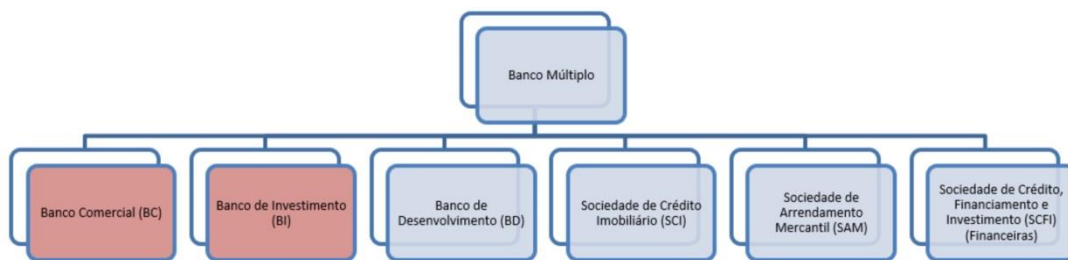 Banco Múltiplo
Banco Comercial (BC)
Banco de Investimento
(BI)
Banco de
Desenvolvimento (BD)
Sociedade de Crédito
Imobiliário (SCI)
Sociedade de
Arrendamento
Mercantil (SAM)
Sociedade de Crédito,
Financiamento e
Investimento (SCFI)
(Financeiras)